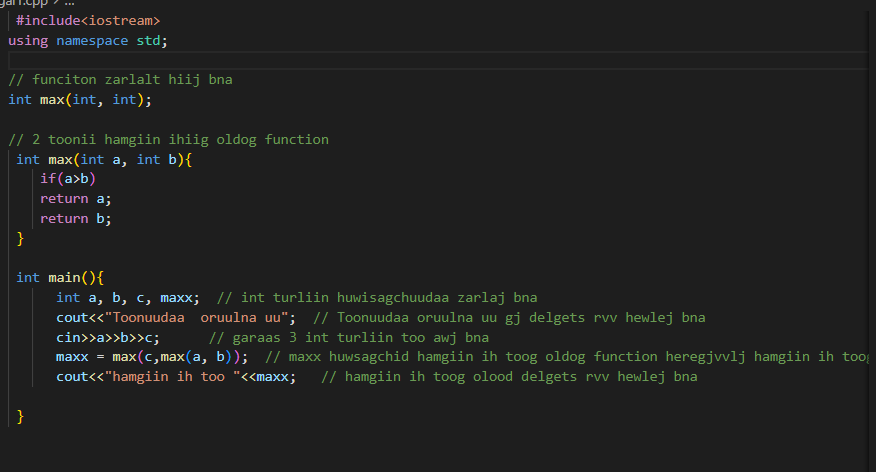 #include<iostream>
using namespace std;
// funciton zarlalt hiij bna
int max(int, int);
// 2 toonii hamgiin ihiig oldog function
int max(int a, int b){
if(a>b)
return a;
return b;
}
int main(){
int a, b, c, maxx;  // int turliin huwisagchuudaa zarlaj bna
cout<<"Toonuudaa  oruulna uu";  // Toonuudaa oruulna uu gj delgets rvv hewlej bna
cin>>a>>b>>c;      // garaas 3 int turliin too awj bna
maxx = max(c,max(a, b));  // maxx huwsagchid hamgiin ih toog oldog function heregjvvlj hamgiin ih toog
cout<<"hamgiin ih too "<<maxx;   // hamgiin ih toog olood delgets rvv hewlej bna
}